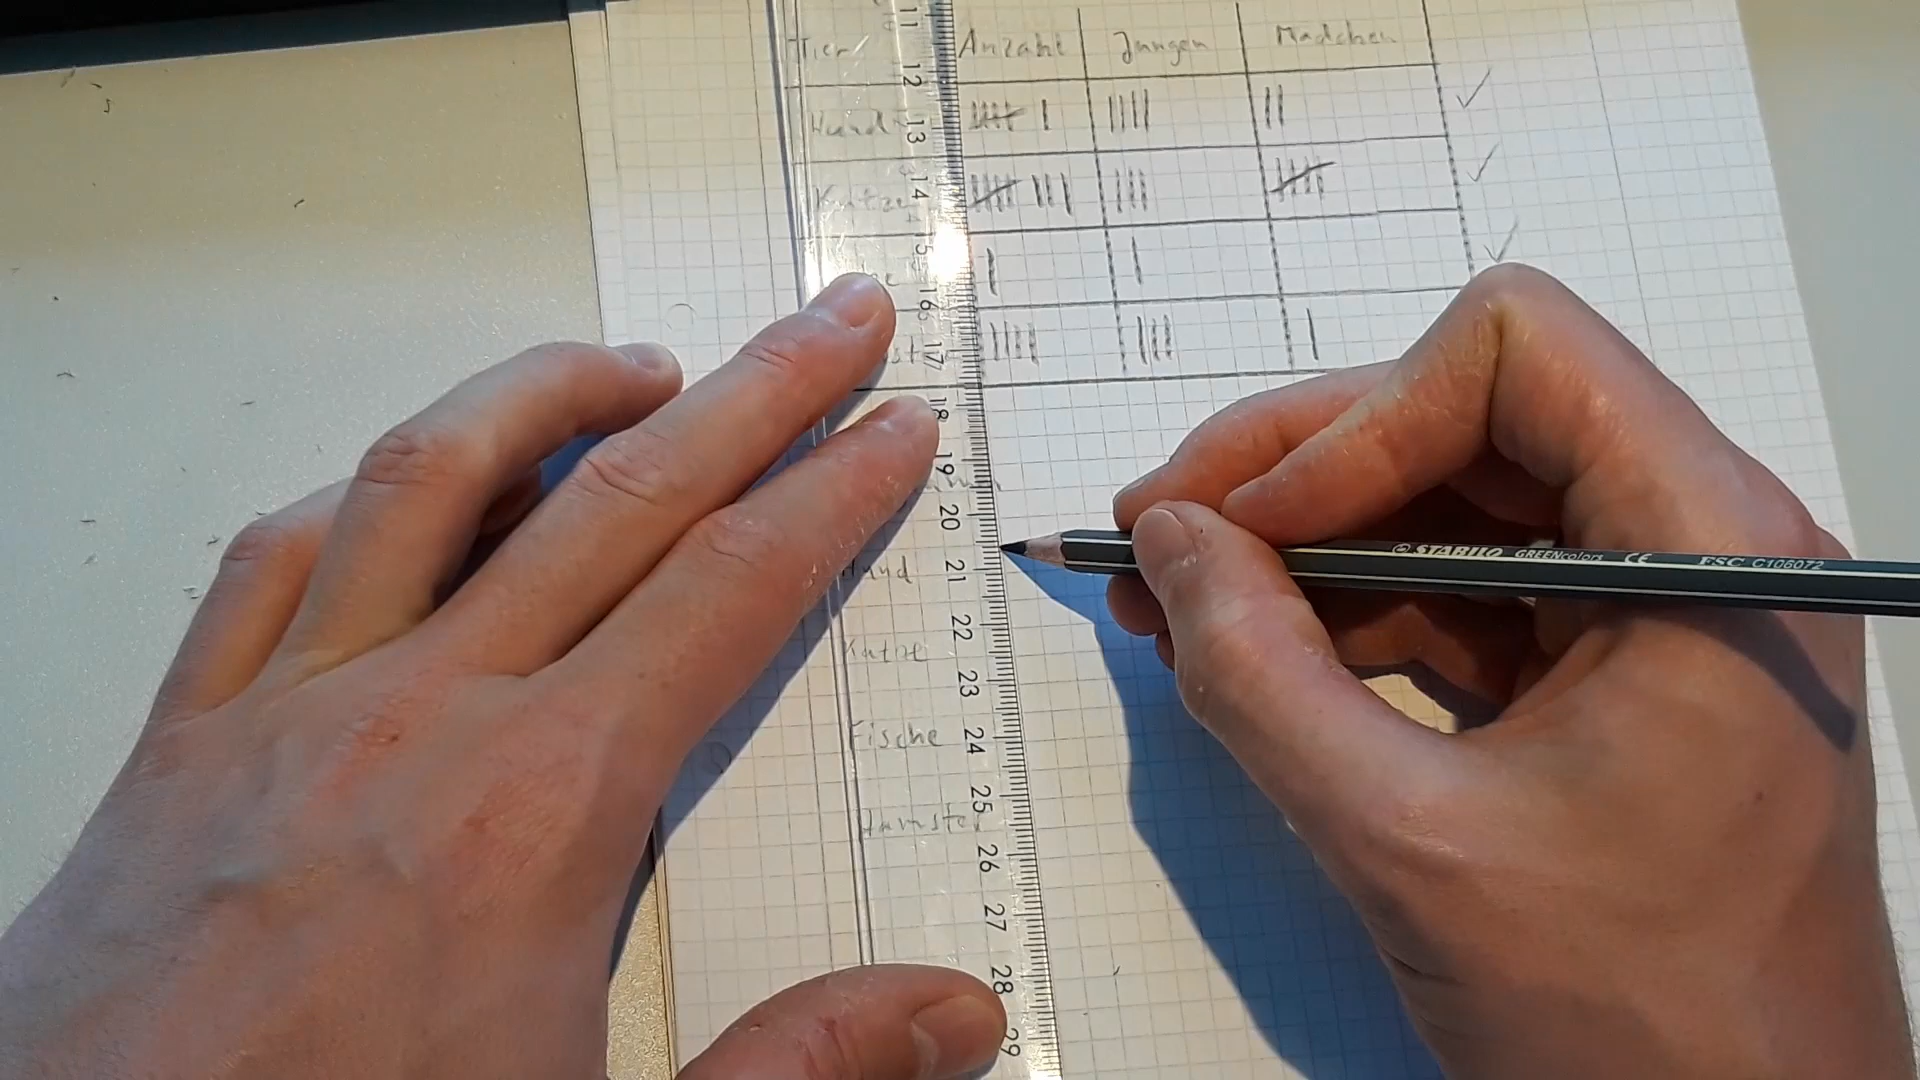 11
Tier Anzahl Jungen Mädchen
12
Hund
13
Katze
14
15
16
17
18
19
20
STABILO GREENcolors CE FSC C106072
Hund 21
22
Katze
23
Fische 24
25
Hamster
26
27
28
29